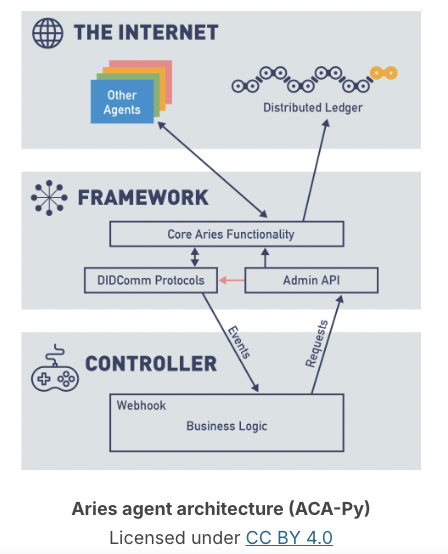 THE INTERNET
Other
Agents
Distributed Ledger
FRAMEWORK
Core Aries Functionality
DIDComm Protocols
Admin API
Events
Requests
CONTROLLER
Webhook
Business Logic
Aries agent architecture (ACA-Py)
Licensed under CC BY 4.0